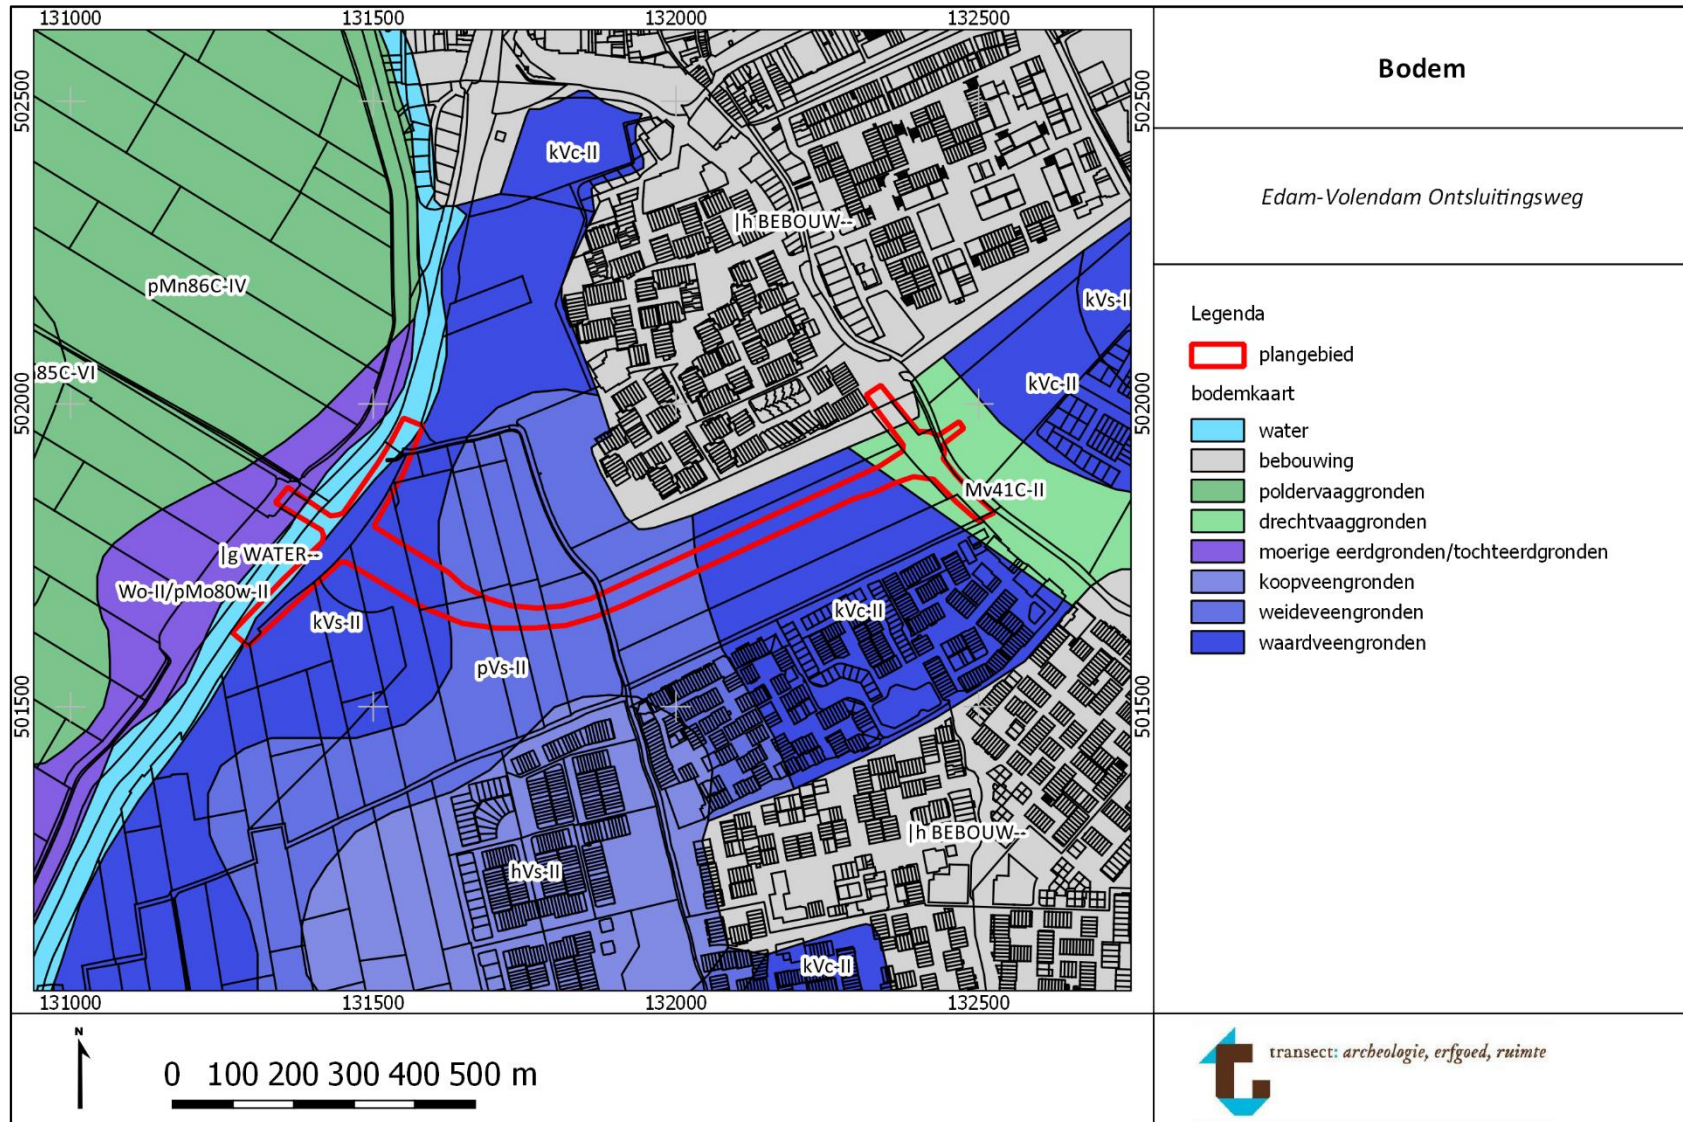 131000 131500 132000 132500
502500
502000
501500
kVc-II
|h BEBOUW--
pMn86C-IV
kVs-II
85C-VI
kVc-II
Mv41C-II
|g WATER--
Wo-II/pMo80w-II
kVs-II
kVc-II
pVs-II
|h BEBOUW--
hVs-II
kVc-II
502500
502000
501500
131000 131500 132000 132500
N
0 100 200 300 400 500 m
Bodem
Edam-Volendam Ontsluitingsweg
Legenda
plangebied
bodemkaart
water
bebouwing
poldervaaggronden
drechtvaaggronden
moerige eerdgronden/tochteerdgronden
koopveengronden
weideveengronden
waardveengronden
transect: archeologie, erfgoed, ruimte